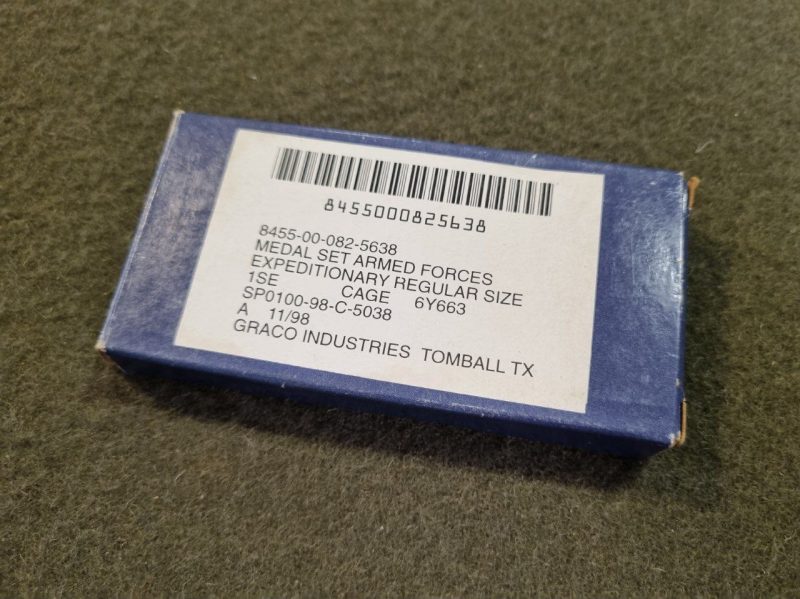 8455000825638
8455-00-082-5638
MEDAL SET ARMED FORCES
EXPEDITIONARY REGULAR SIZE
1SE CAGE 6Y663
SP0100-98-C-5038
A 11/98
GRACO INDUSTRIES TOMBALL TX